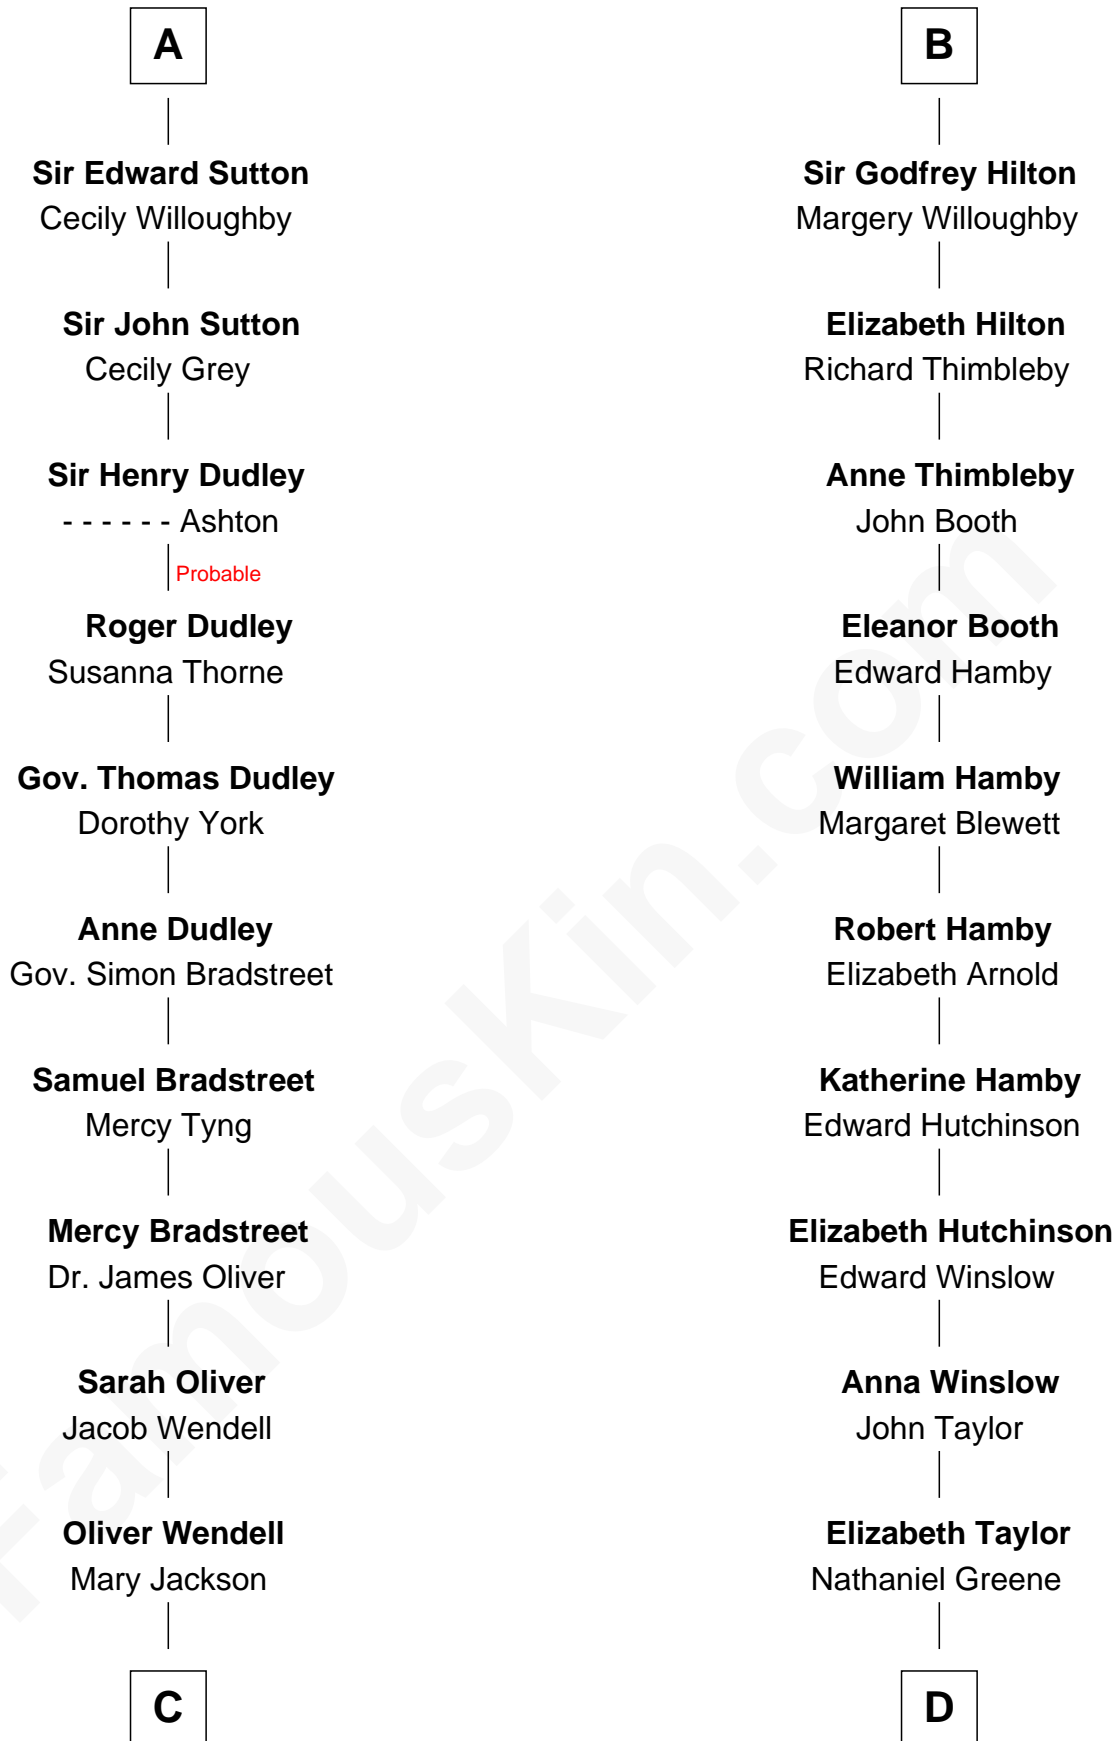 A
Sir Edward Sutton
Cecily Willoughby
Sir John Sutton
Cecily Grey
Sir Henry Dudley
- - - - - - Ashton
Probable
Roger Dudley
Susanna Thorne
Gov. Thomas Dudley
Dorothy York
Anne Dudley
Gov. Simon Bradstreet
Samuel Bradstreet
Mercy Tyng
Mercy Bradstreet
Dr. James Oliver
Sarah Oliver
Jacob Wendell
Oliver Wendell
Mary Jackson
C
B
Sir Godfrey Hilton
Margery Willoughby
Elizabeth Hilton
Richard Thimbleby
Anne Thimbleby
John Booth
Eleanor Booth
Edward Hamby
William Hamby
Margaret Blewett
Robert Hamby
Elizabeth Arnold
Katherine Hamby
Edward Hutchinson
Elizabeth Hutchinson
Edward Winslow
Anna Winslow
John Taylor
Elizabeth Taylor
Nathaniel Greene
D
FamousKin.com